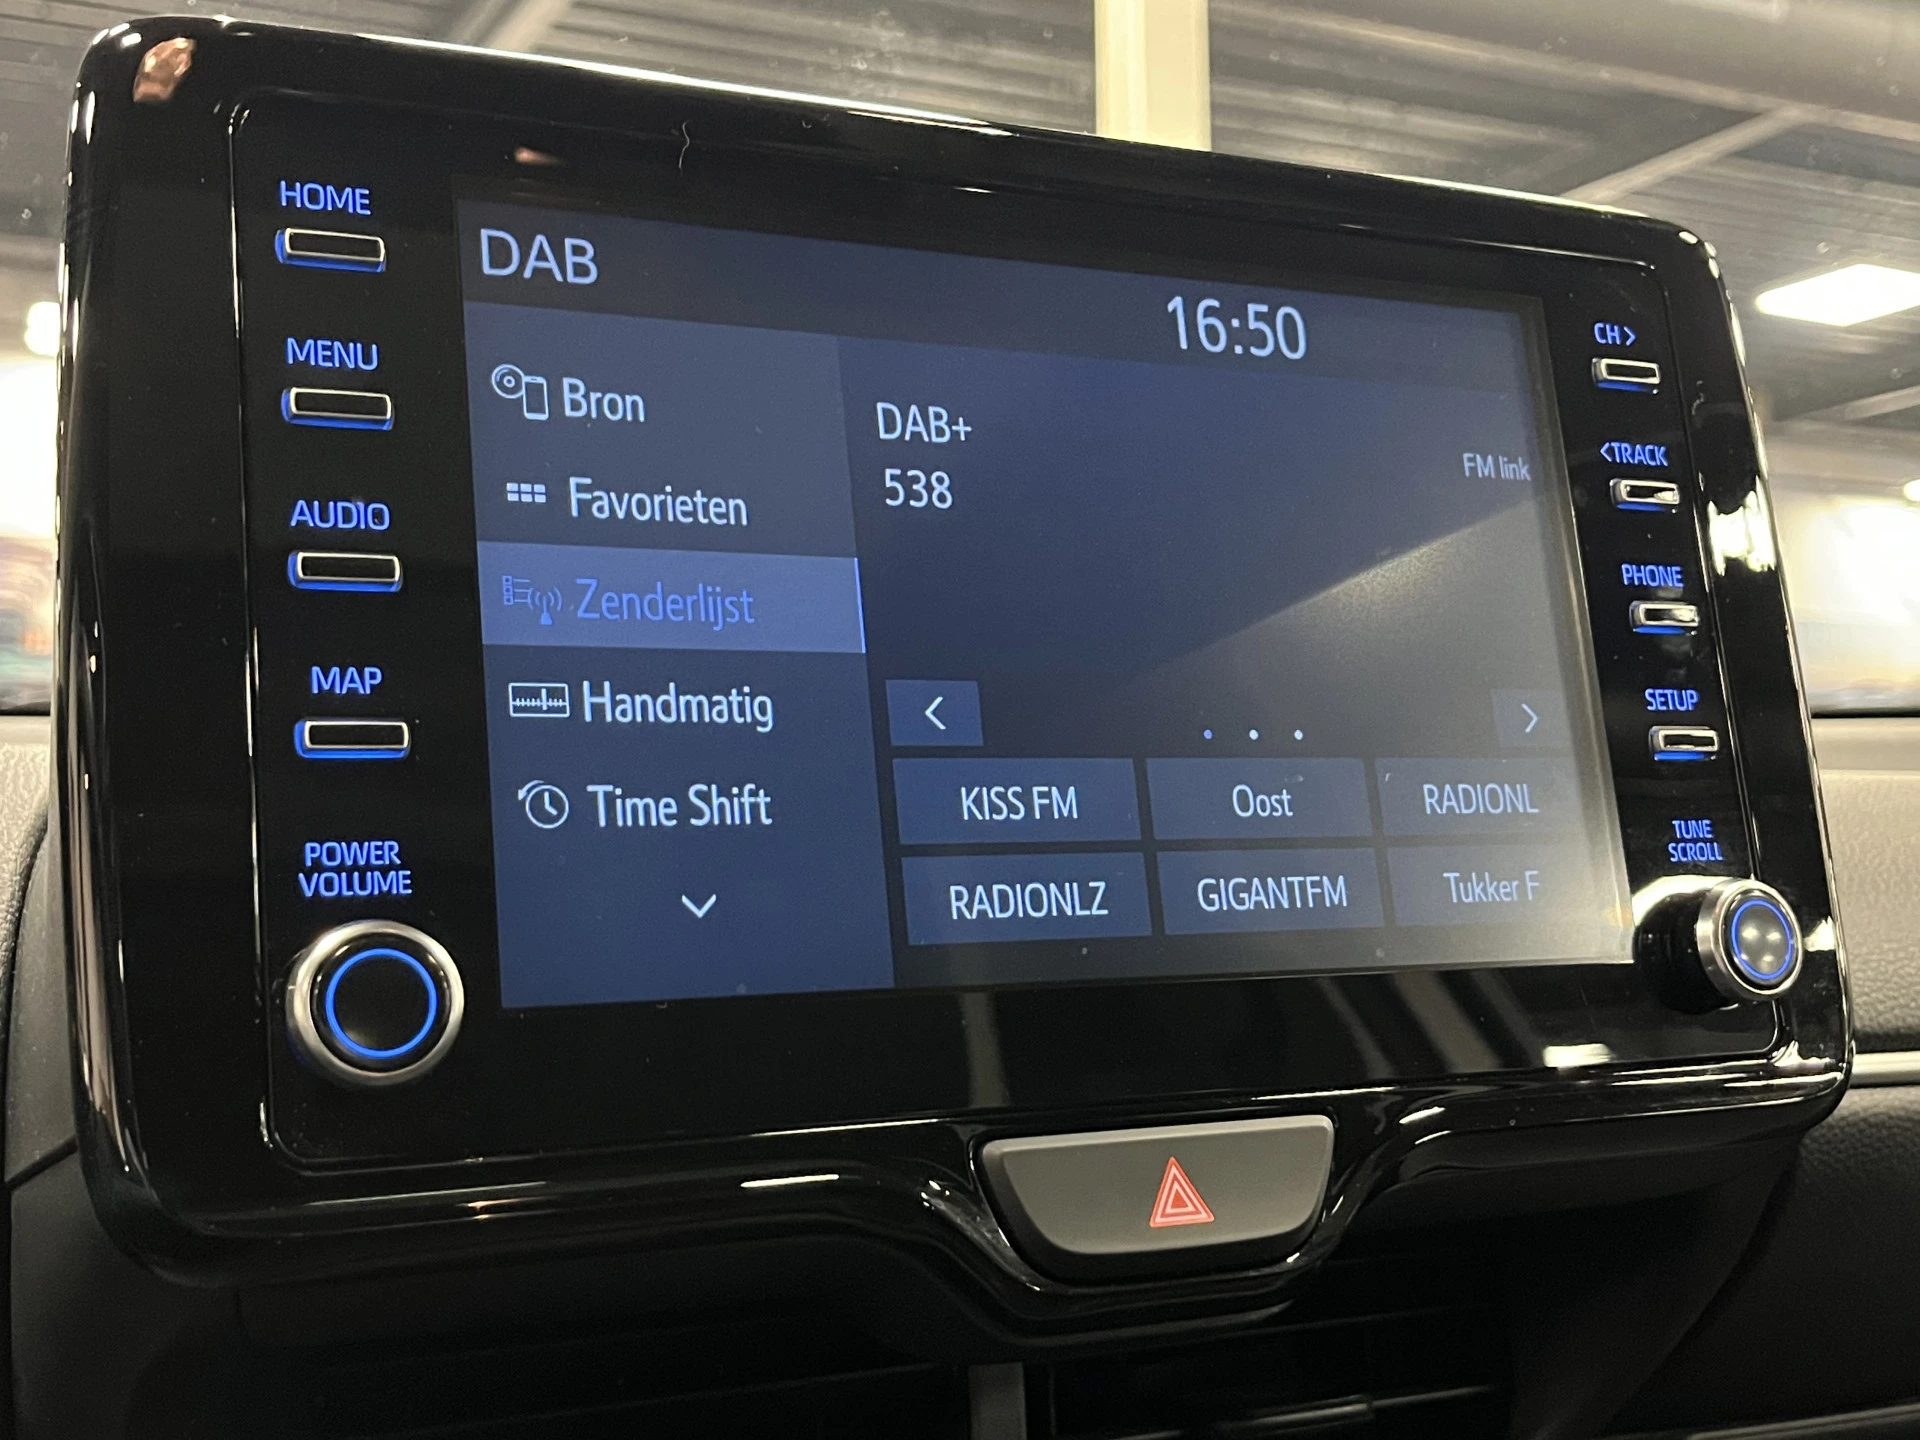 HOME
MENU
AUDIO
MAP
POWER
VOLUME
DAB
16:50
Bron
Favorieten
Zenderlijst
Handmatig
Time Shift
DAB+
538
FM link
KISS FM
Oost
RADIONL
RADIONLZ
GIGANTFM
Tukker F
CH>
<TRACK
PHONE
SETUP
TUNE
SCROLL